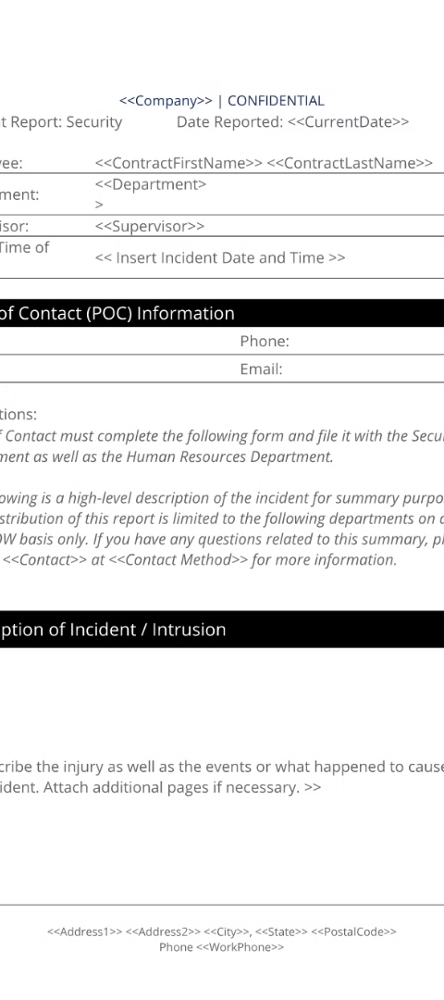 <<Company>> | CONFIDENTIAL
t Report: Security Date Reported: <<CurrentDate>>
ee: <<ContractFirstName>> <<ContractLastName>>
ment: <<Department>
>
isor: <<Supervisor>>
Time of
<< Insert Incident Date and Time >>
of Contact (POC) Information
Phone:
Email:
tions:
f Contact must complete the following form and file it with the Secu
ment as well as the Human Resources Department.
owing is a high-level description of the incident for summary purpo
stribution of this report is limited to the following departments on a
OW basis only. If you have any questions related to this summary, pl
<<Contact>> at <<Contact Method>> for more information.
ption of Incident / Intrusion
cribe the injury as well as the events or what happened to cause
ident. Attach additional pages if necessary. >>
<<Address1>> <<Address2>> <<City>>, <<State>> <<PostalCode>>
Phone <<WorkPhone>>